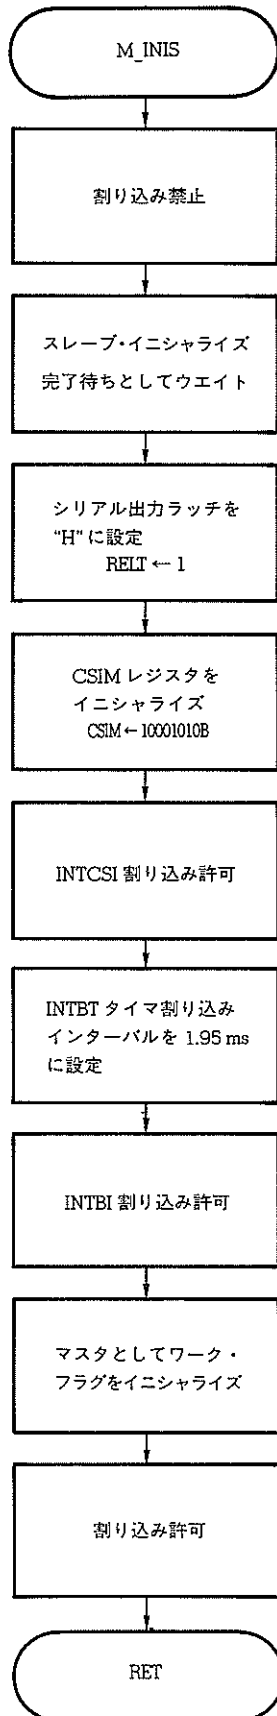 M_INIS
割り込み禁止
スレーブ・イニシャライズ
完了待ちとしてウエイト
シリアル出力ラッチを
“H”に設定
RELT ← 1
CSIM レジスタを
イニシャライズ
CSIM ← 10001010B
INTCSI 割り込み許可
INTBT タイマ割り込み
インターバルを 1.95 ms
に設定
INTBI 割り込み許可
マスタとしてワーク・
フラグをイニシャライズ
割り込み許可
RET